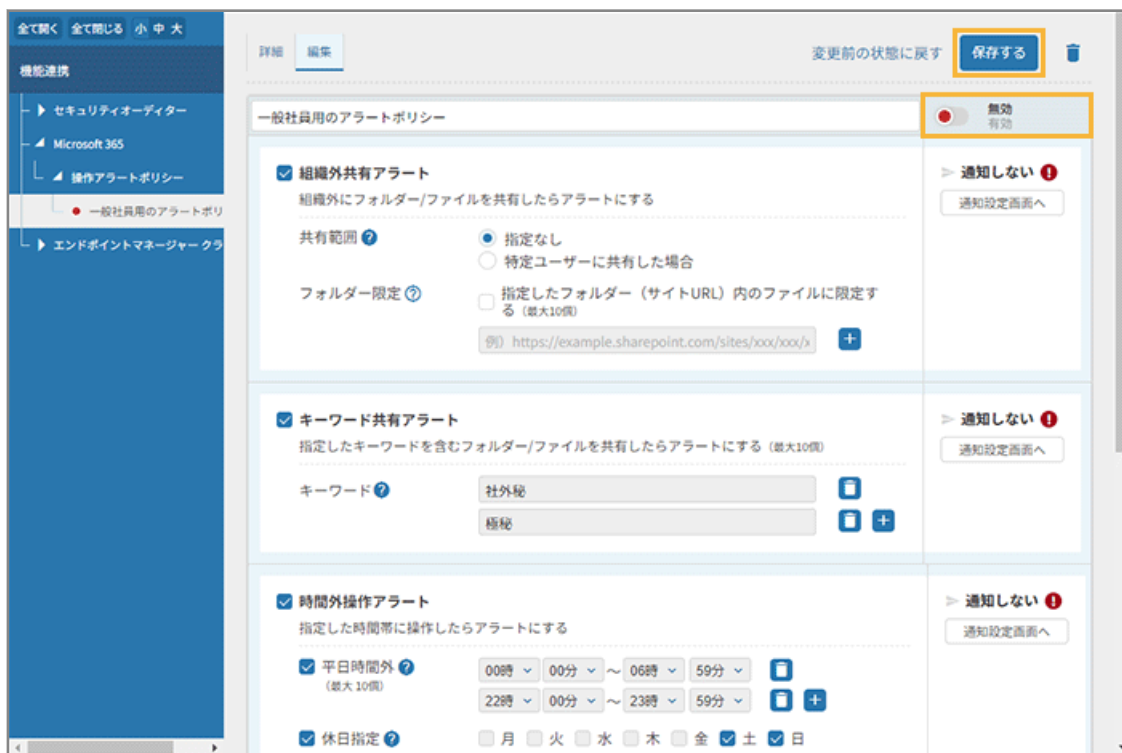 全て開く 全て閉じる 小 中 大
機能連携
セキュリティオーディター
Microsoft 365
操作アラートポリシー
一般社員用のアラートポリ
エンドポイントマネージャー クラ
詳細 編集 変更前の状態に戻す 保存する
一般社員用のアラートポリシー
無効
有効
組織外共有アラート
組織外にフォルダー/ファイルを共有したらアラートにする
通知しない
通知設定画面へ
共有範囲 ? 指定なし
特定ユーザーに共有した場合
フォルダー限定 ? 指定したフォルダー（サイトURL）内のファイルに限定す
る（最大10個）
例）https://example.sharepoint.com/sites/xxx/xxx/x
キーワード共有アラート
指定したキーワードを含むフォルダー/ファイルを共有したらアラートにする（最大10個）
通知しない
通知設定画面へ
キーワード ? 社外秘
極秘
時間外操作アラート
指定した時間帯に操作したらアラートにする
通知しない
通知設定画面へ
平日時間外 ? 00時 00分 ～ 06時 59分
（最大 10個）
22時 00分 ～ 23時 59分
休日指定 ? 月 火 水 木 金 土 日